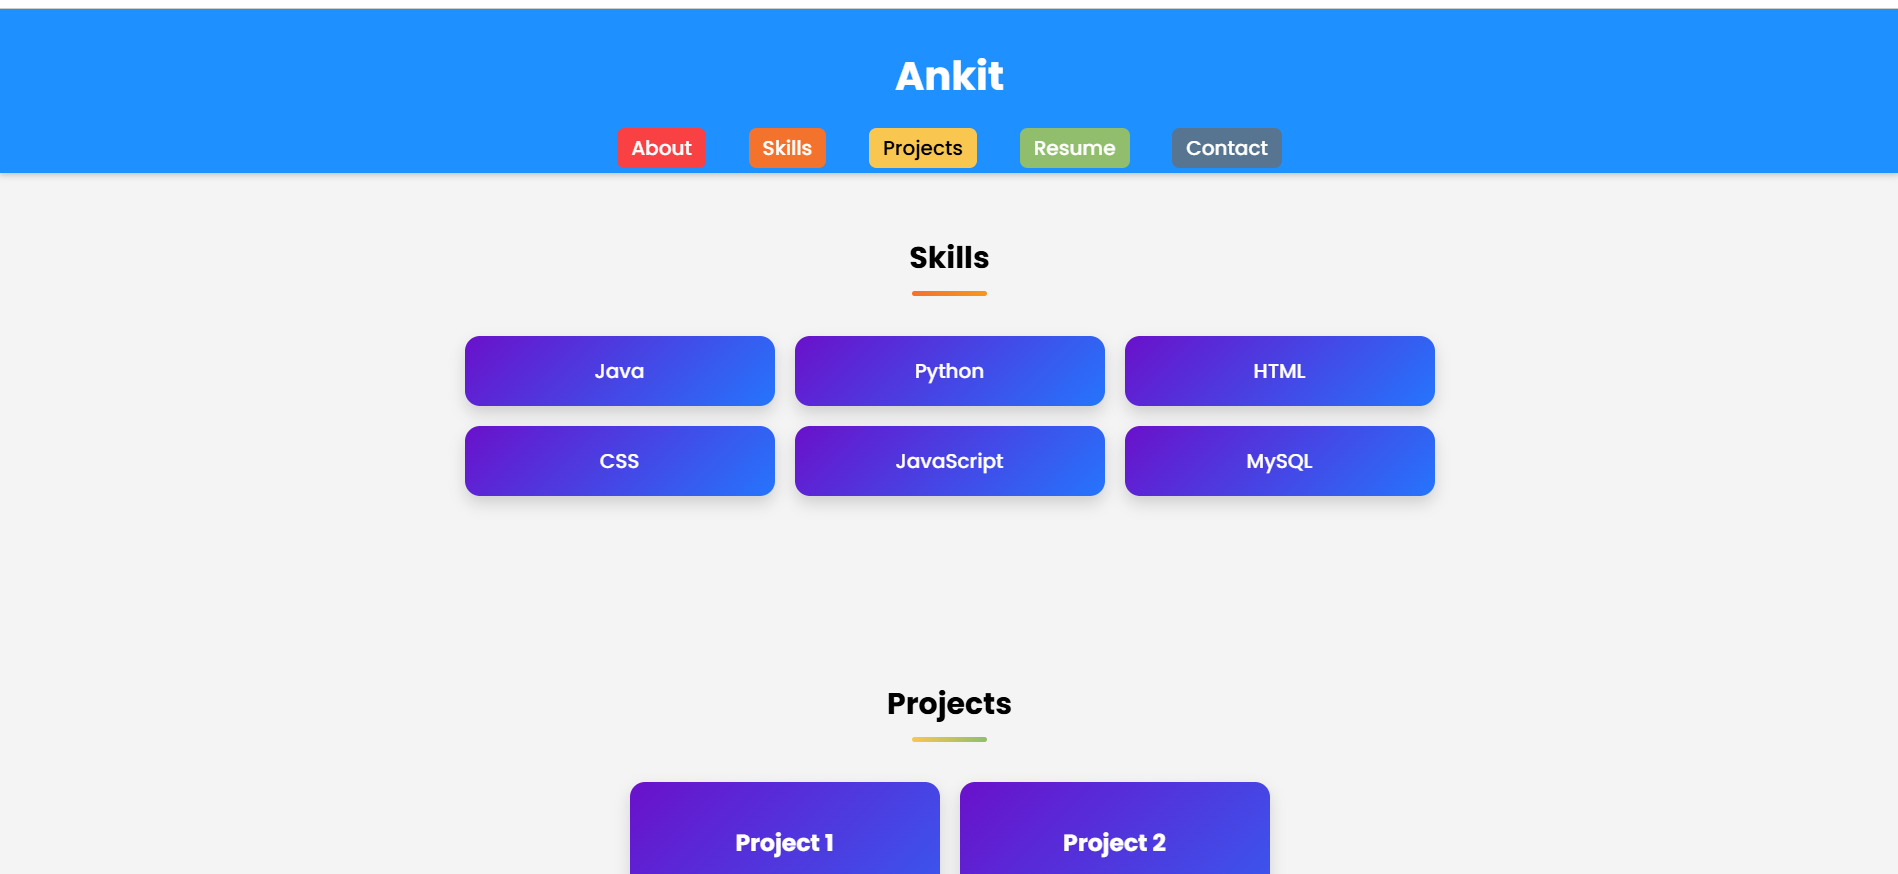 Ankit
About Skills Projects Resume Contact
Skills
Java Python HTML
CSS JavaScript MySQL
Projects
Project 1 Project 2